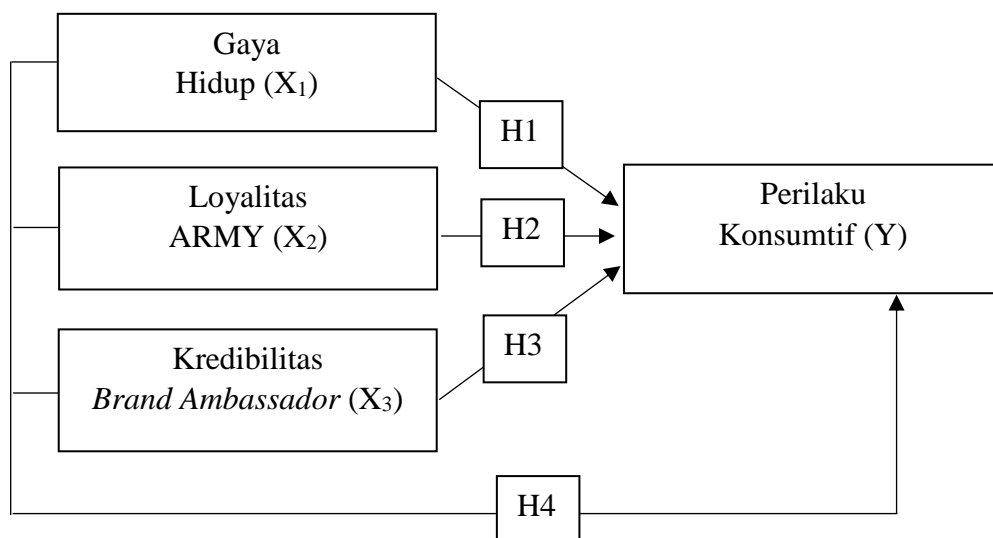 Gaya
Hidup (X₁)
H1
Loyalitas
ARMY (X₂)
H2
Perilaku
Konsumtif (Y)
Kredibilitas
Brand Ambassador (X₃)
H3
H4